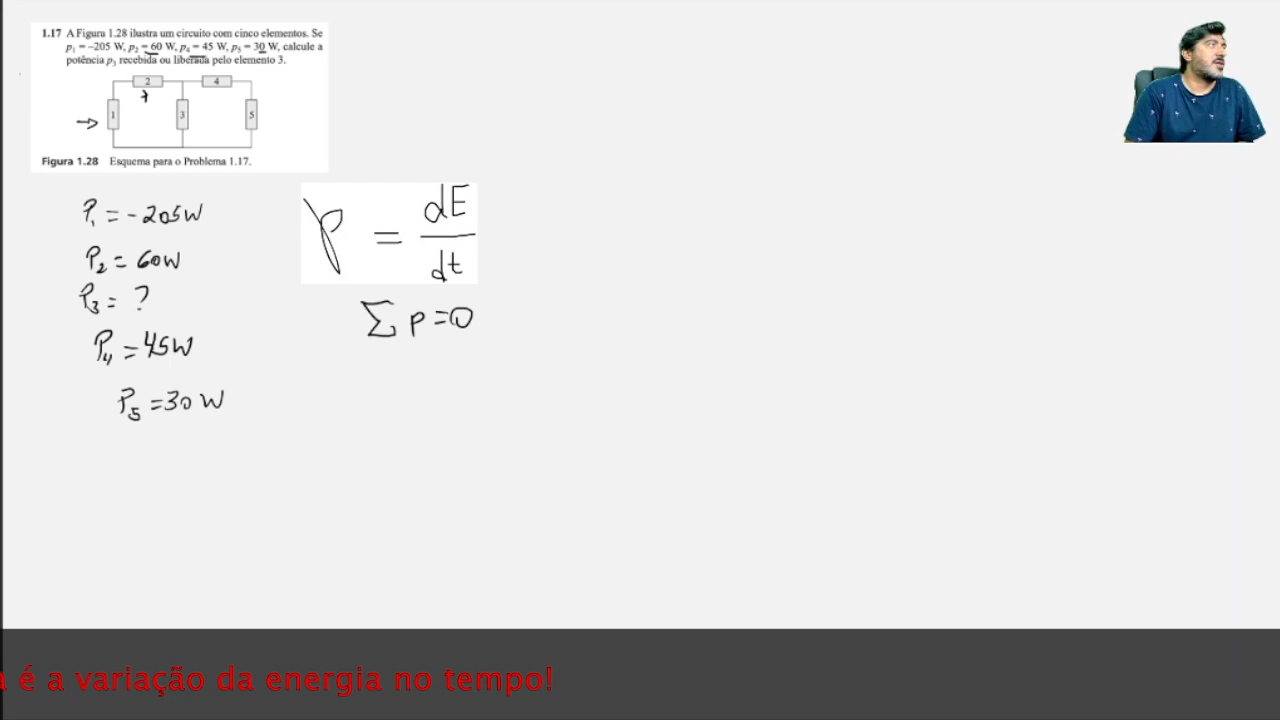 1.17 A Figura 1.28 ilustra um circuito com cinco elementos. Se
p₁ = –205 W, p₂ = 60 W, p₄ = 45 W, p₅ = 30 W, calcule a
potência p₃ recebida ou liberada pelo elemento 3.
2 4
1 3 5
Figura 1.28 Esquema para o Problema 1.17.
P₁ = -205W
P₂ = 60W
P₃ = ?
P₄ = 45W
P₅ = 30 W
p = dE/dt
Σ p = 0
a é a variação da energia no tempo!